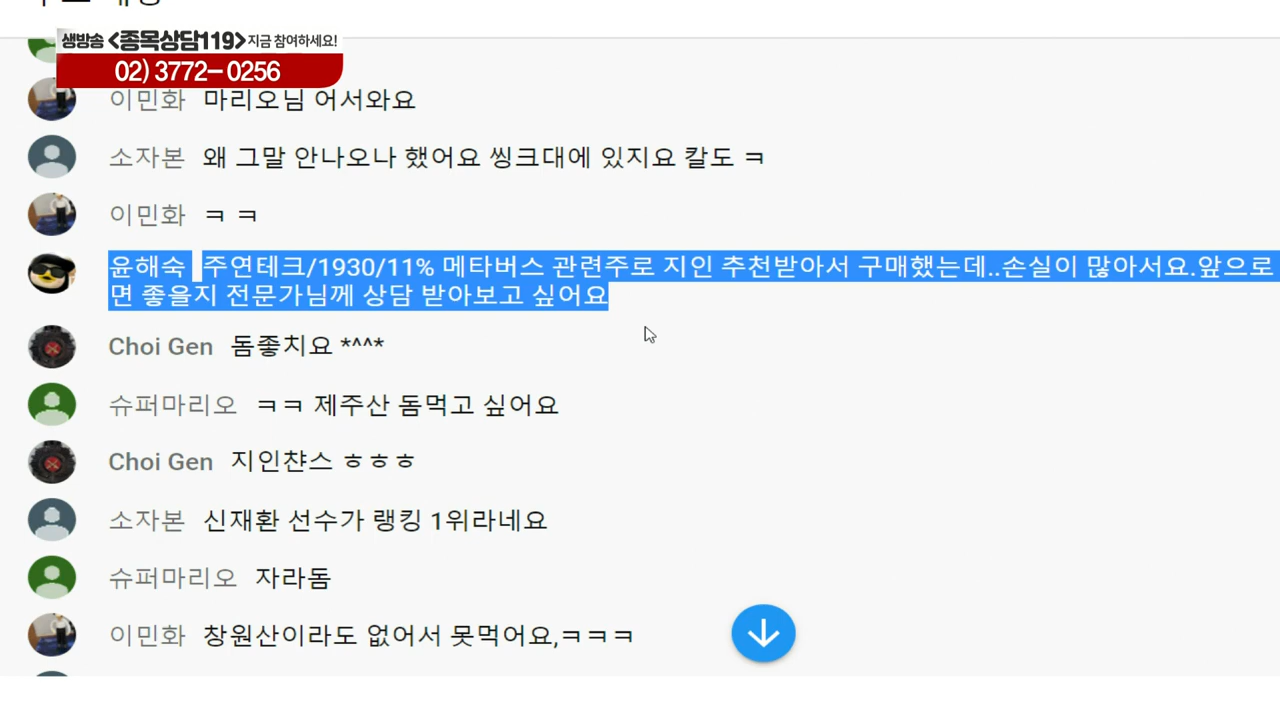 생방송 <종목상담119> 지금 참여하세요!
02) 3772-0256
이민화 마리오님 어서와요
소자본 왜 그말 안나오나 했어요 씽크대에 있지요 칼도 ㅋ
이민화 ㅋ ㅋ
윤해숙 주연테크/1930/11% 메타버스 관련주로 지인 추천받아서 구매했는데..손실이 많아서요.앞으로
면 좋을지 전문가님께 상담 받아보고 싶어요
Choi Gen 돔좋치요 *^^^*
슈퍼마리오 ㅋㅋ 제주산 돔먹고 싶어요
Choi Gen 지인챤스 ㅎㅎㅎ
소자본 신재환 선수가 랭킹 1위라네요
슈퍼마리오 자라돔
이민화 창원산이라도 없어서 못먹어요,ㅋㅋㅋ